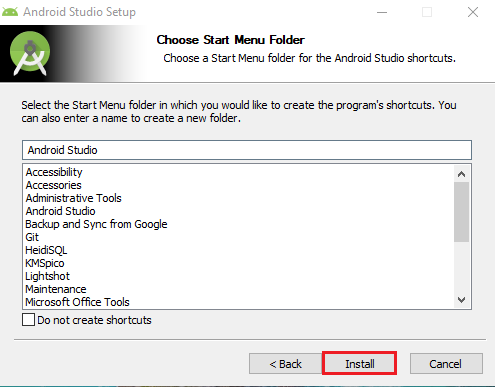 Android Studio Setup
Choose Start Menu Folder
Choose a Start Menu folder for the Android Studio shortcuts.
Select the Start Menu folder in which you would like to create the program's shortcuts. You
can also enter a name to create a new folder.
Android Studio
Accessibility
Accessories
Administrative Tools
Android Studio
Backup and Sync from Google
Git
HeidiSQL
KMSpico
Lightshot
Maintenance
Microsoft Office Tools
Do not create shortcuts
< Back
Install
Cancel